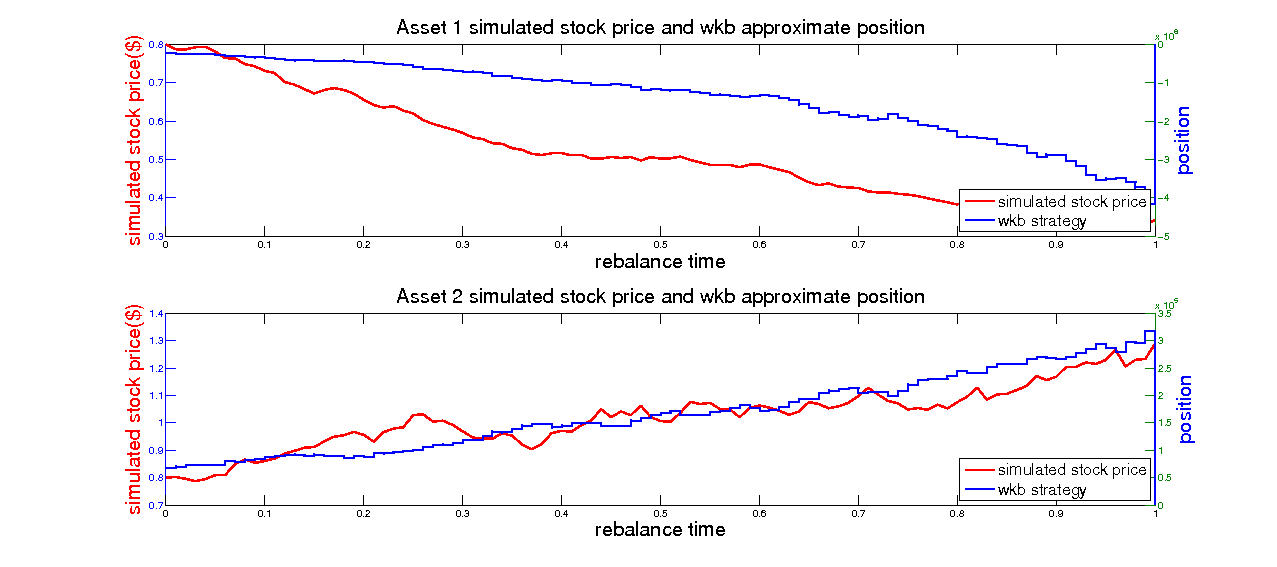 Asset 1 simulated stock price and wkb approximate position
simulated stock price($)
0.8
0.7
0.6
0.5
0.4
0.3
0 0.1 0.2 0.3 0.4 0.5 0.6 0.7 0.8 0.9 1
rebalance time
0
−1
−2
−3
−4
−5
position
simulated stock price
wkb strategy
Asset 2 simulated stock price and wkb approximate position
simulated stock price($)
1.4
1.3
1.2
1.1
1
0.9
0.8
0.7
0 0.1 0.2 0.3 0.4 0.5 0.6 0.7 0.8 0.9 1
rebalance time
3.5
3
2.5
2
1.5
1
0.5
0
position
simulated stock price
wkb strategy